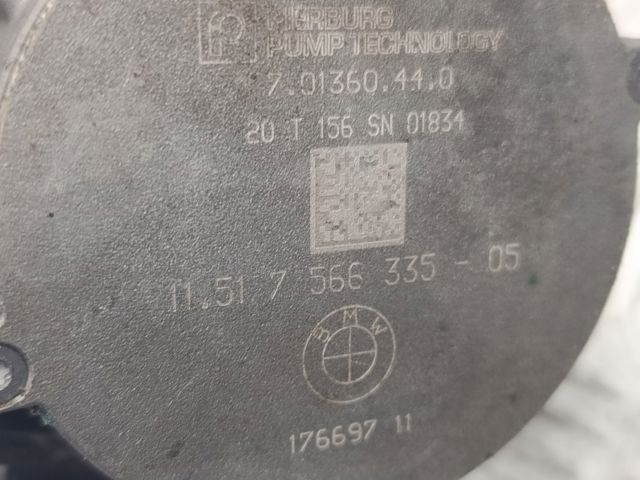 PIERBURG
PUMP TECHNOLOGY
7.01360.44.0
20 T 156 SN 01834
11.51 7 566 335 - 05
BMW
176697 11